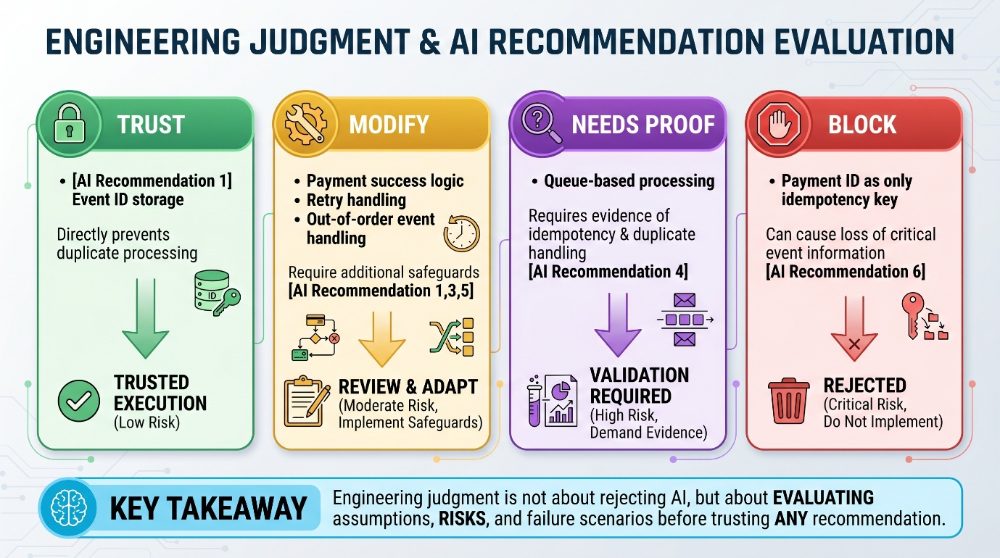 ENGINEERING JUDGMENT & AI RECOMMENDATION EVALUATION
TRUST
• [AI Recommendation 1]
Event ID storage
Directly prevents
duplicate processing
ID
TRUSTED
EXECUTION
(Low Risk)
MODIFY
• Payment success logic
• Retry handling
• Out-of-order event
handling
Require additional safeguards
[AI Recommendation 1,3,5]
REVIEW & ADAPT
(Moderate Risk,
Implement Safeguards)
?
NEEDS PROOF
• Queue-based processing
Requires evidence of
idempotency & duplicate
handling
[AI Recommendation 4]
VALIDATION
REQUIRED
(High Risk,
Demand Evidence)
BLOCK
• Payment ID as only
idempotency key
Can cause loss of critical
event information
[AI Recommendation 6]
REJECTED
(Critical Risk,
Do Not Implement)
KEY TAKEAWAY
Engineering judgment is not about rejecting AI, but about EVALUATING
assumptions, RISKS, and failure scenarios before trusting ANY recommendation.